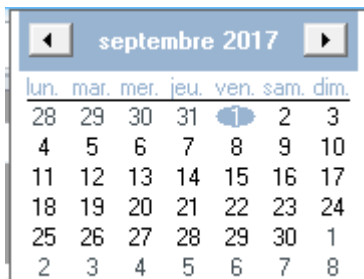 septembre 2017
lun. mar. mer. jeu. ven. sam. dim.
28 29 30 31 1 2 3
4 5 6 7 8 9 10
11 12 13 14 15 16 17
18 19 20 21 22 23 24
25 26 27 28 29 30 1
2 3 4 5 6 7 8